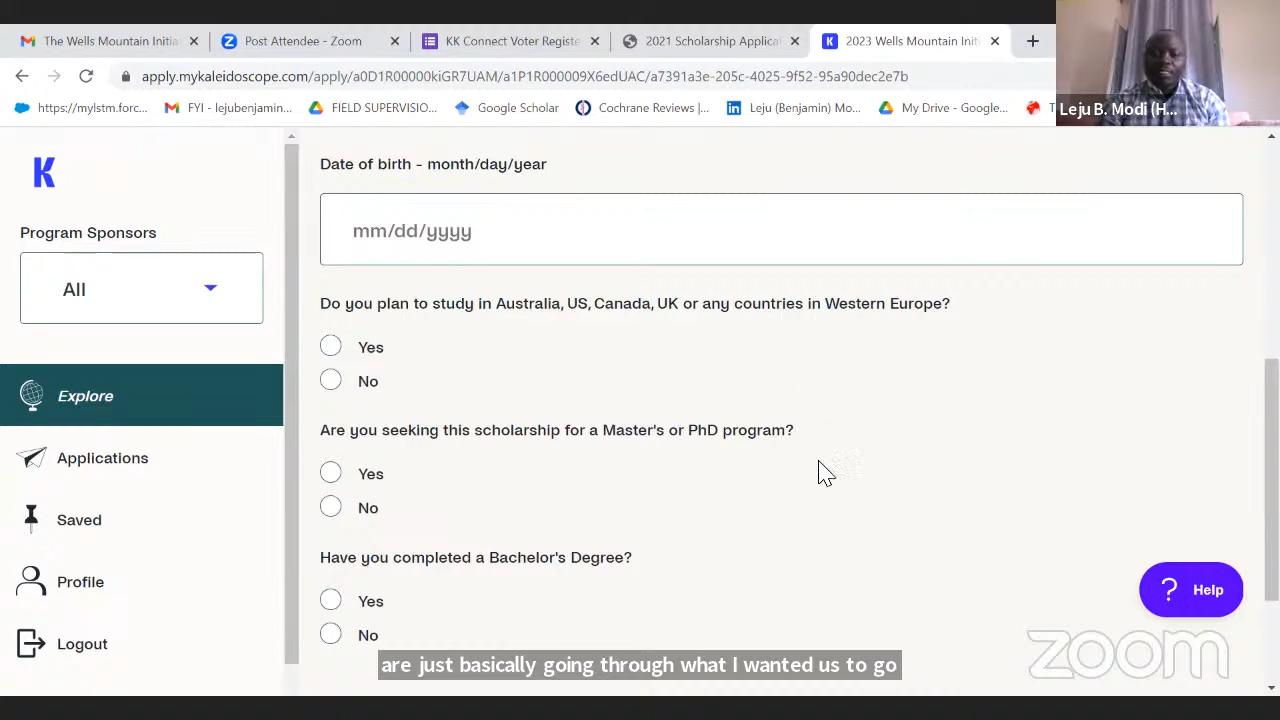 The Wells Mountain Initia
Post Attendee - Zoom
KK Connect Voter Registe
2021 Scholarship Applica
2023 Wells Mountain Init
apply.mykaleidoscope.com/apply/a0D1R00000kiGR7UAM/a1P1R000009X6edUAC/a7391a3e-205c-4025-9f52-95a90dec2e7b
https://mylstm.forc...
FYI - lejubenjamin...
FIELD SUPERVISIO...
Google Scholar
Cochrane Reviews |...
Leju (Benjamin) Mo...
My Drive - Google...
Leju B. Modi (H...
K
Program Sponsors
All
Explore
Applications
Saved
Profile
Logout
Date of birth - month/day/year
mm/dd/yyyy
Do you plan to study in Australia, US, Canada, UK or any countries in Western Europe?
Yes
No
Are you seeking this scholarship for a Master's or PhD program?
Yes
No
Have you completed a Bachelor's Degree?
Yes
No
? Help
are just basically going through what I wanted us to go
zoom